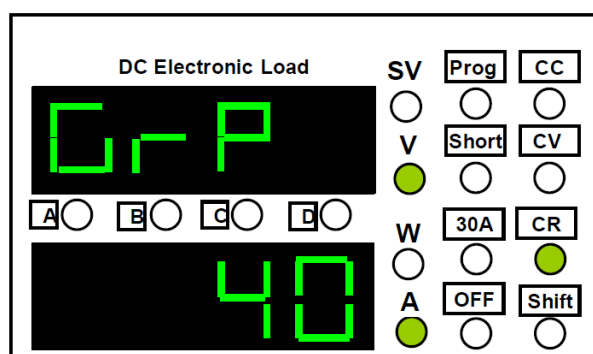 DC Electronic Load
SV Prog CC
GrP
V Short CV
A B C D
W 30A CR
40
A OFF Shift